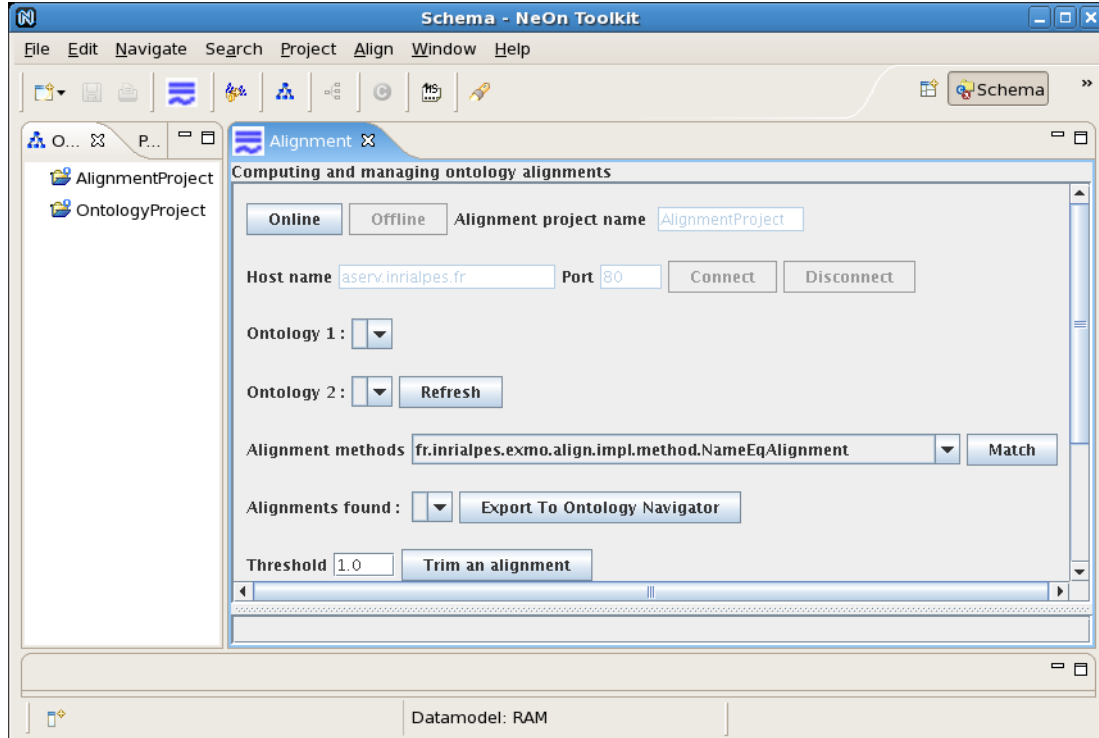 Schema - NeOn Toolkit
File Edit Navigate Search Project Align Window Help
Schema »
O... P... Alignment
AlignmentProject
OntologyProject
Computing and managing ontology alignments
Online Offline Alignment project name AlignmentProject
Host name aserv.inrialpes.fr Port 80 Connect Disconnect
Ontology 1 :
Ontology 2 : Refresh
Alignment methods fr.inrialpes.exmo.align.impl.method.NameEqAlignment Match
Alignments found : Export To Ontology Navigator
Threshold 1.0 Trim an alignment
Datamodel: RAM